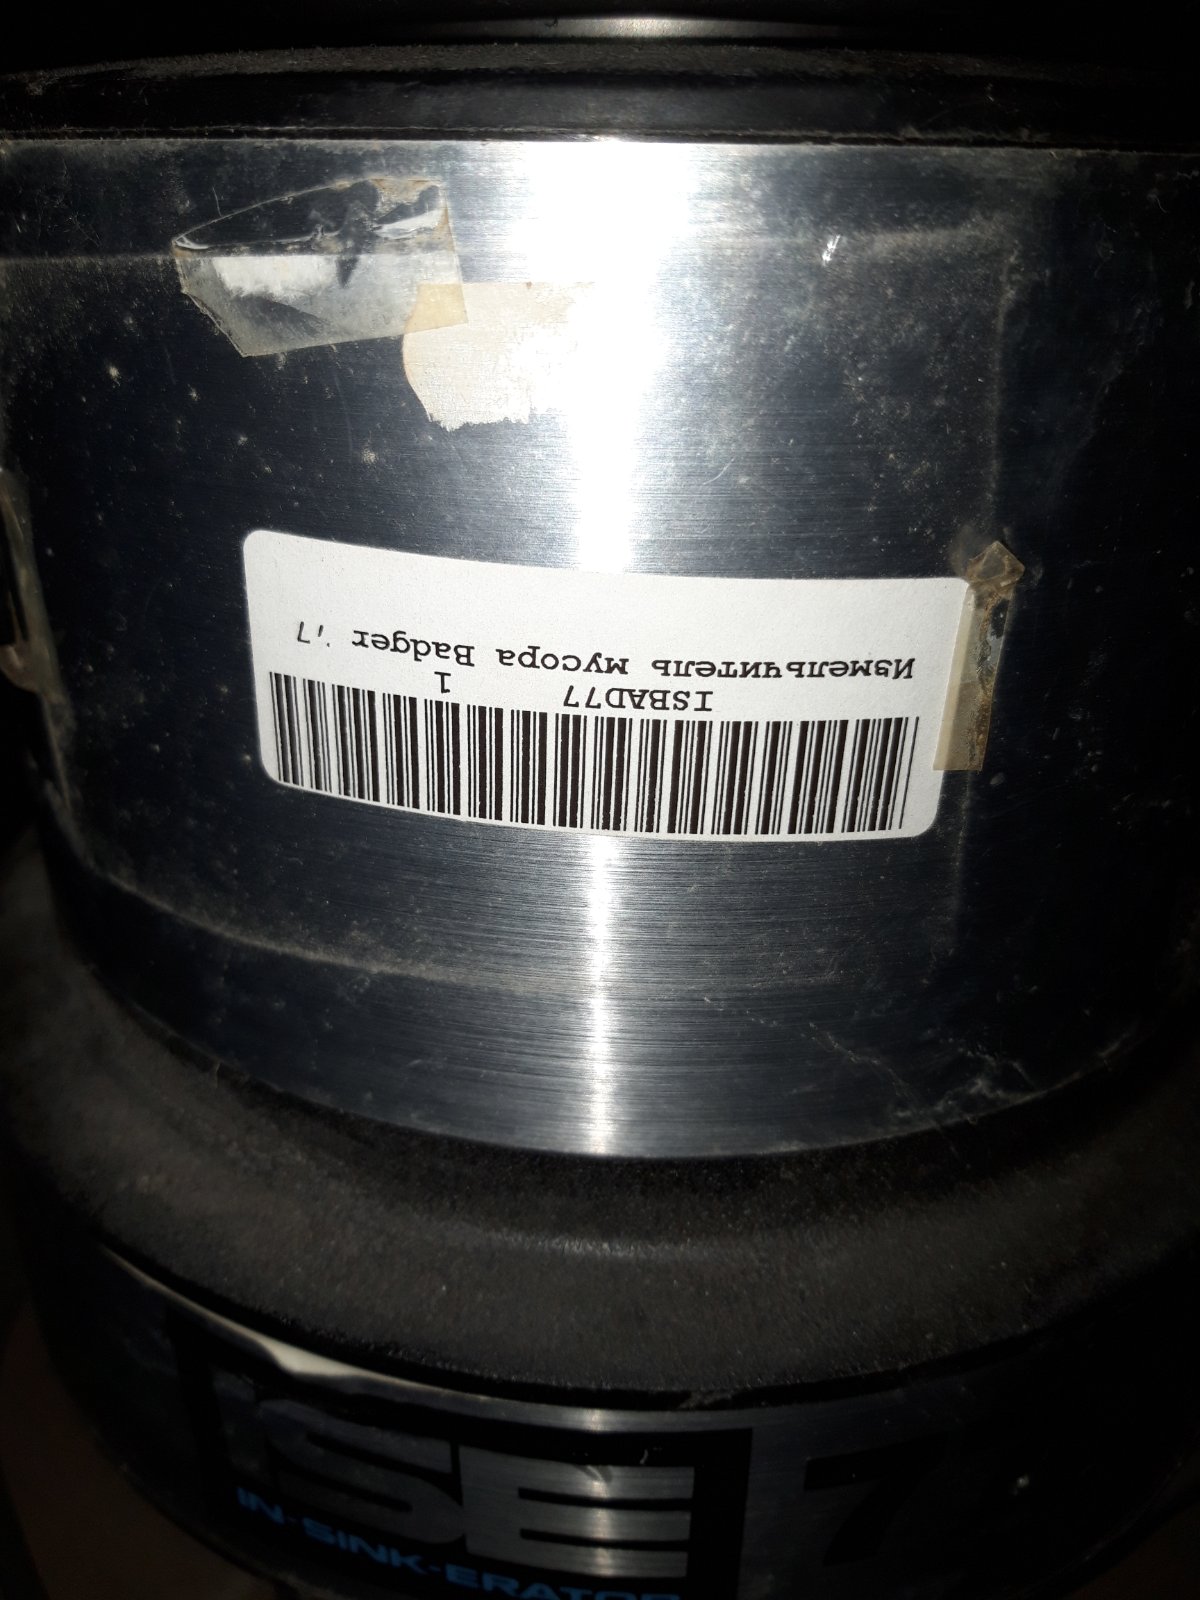 ISBAD77 1
Измельчитель мусора Badger
ISE 7
IN-SINK-ERATOR